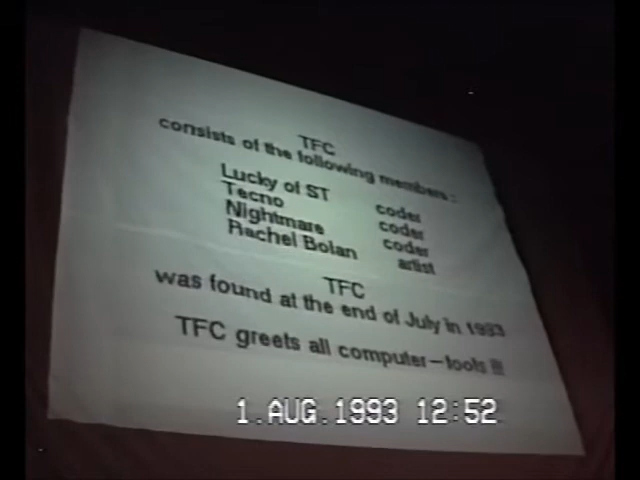 TFC
consists of the following members :
Lucky of ST coder
Tecno coder
Nightmare coder
Rachel Bolan artist
TFC
was found at the end of July in 1993
TFC greets all computer-fools !!!
1.AUG.1993 12:52